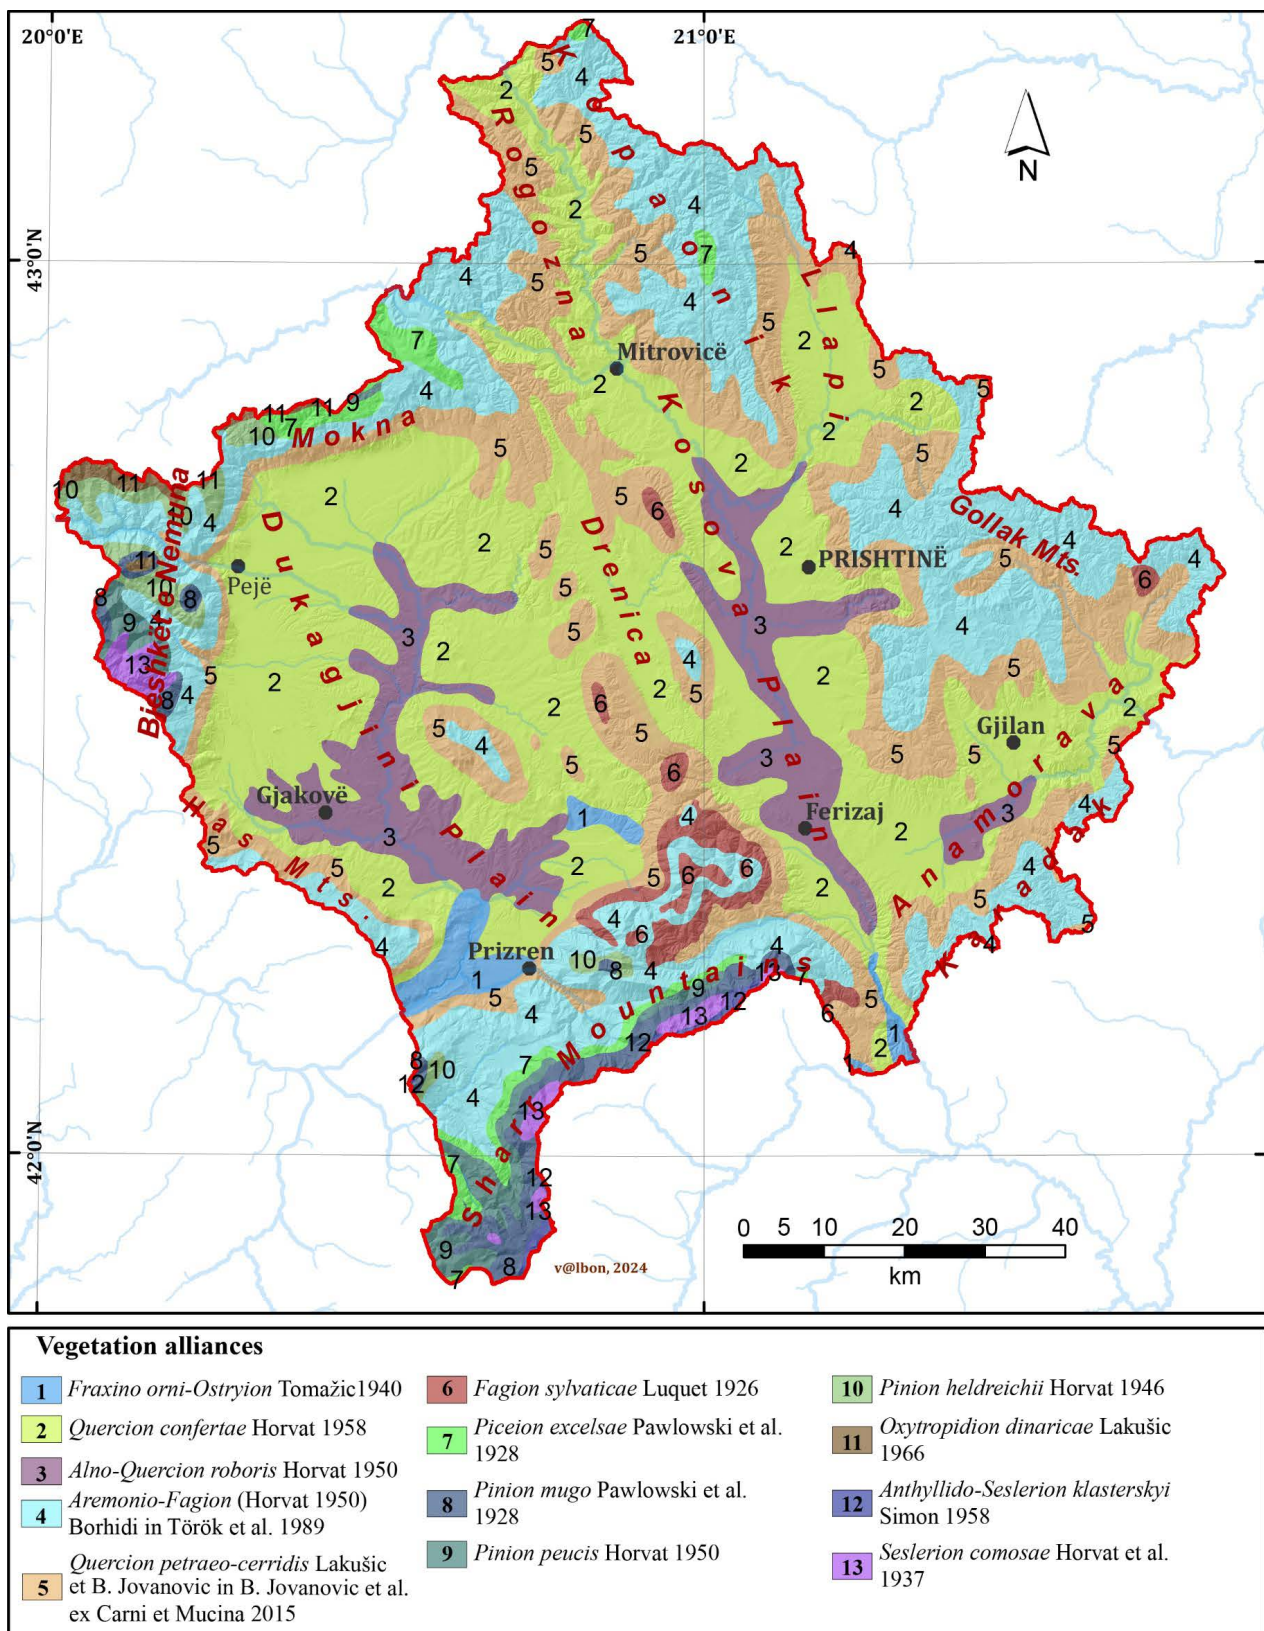 20°0'E
21°0'E
43°0'N
42°0'N
N
Kopaonik
Rogozna
Llapi
Mitrovicë
Mokna
Kosova Plain
Drenica
Dukagjini Plain
Bjeshkët e Nemuna
Pejë
PRISHTINË
Gollak Mts.
Gjilan
Anamorava
Karadak
Ferizaj
Gjakovë
Has Mts.
Prizren
Sharr Mountains
0 5 10 20 30 40
km
v@lbon, 2024
Vegetation alliances
1 Fraxino orni-Ostryion Tomažic1940
2 Quercion confertae Horvat 1958
3 Alno-Quercion roboris Horvat 1950
4 Aremonio-Fagion (Horvat 1950)
Borhidi in Török et al. 1989
5 Quercion petraeo-cerridis Lakušic
et B. Jovanovic in B. Jovanovic et al.
ex Carni et Mucina 2015
6 Fagion sylvaticae Luquet 1926
7 Piceion excelsae Pawlowski et al.
1928
8 Pinion mugo Pawlowski et al.
1928
9 Pinion peucis Horvat 1950
10 Pinion heldreichii Horvat 1946
11 Oxytropidion dinaricae Lakušic
1966
12 Anthyllido-Seslerion klasterskyi
Simon 1958
13 Seslerion comosae Horvat et al.
1937